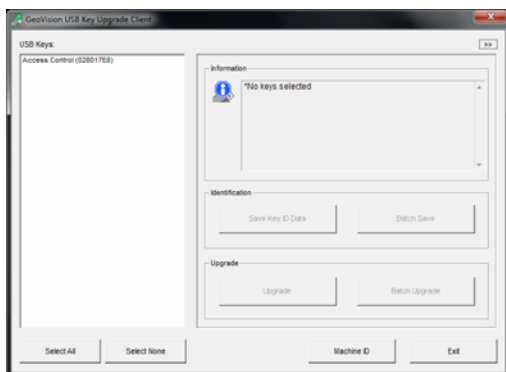 GeoVision USB Key Upgrade Client
USB Keys:
>>
Access Control (028017E8)
Information
*No keys selected
Identification
Save Key ID Data
Batch Save
Upgrade
Upgrade
Batch Upgrade
Select All
Select None
Machine ID
Exit